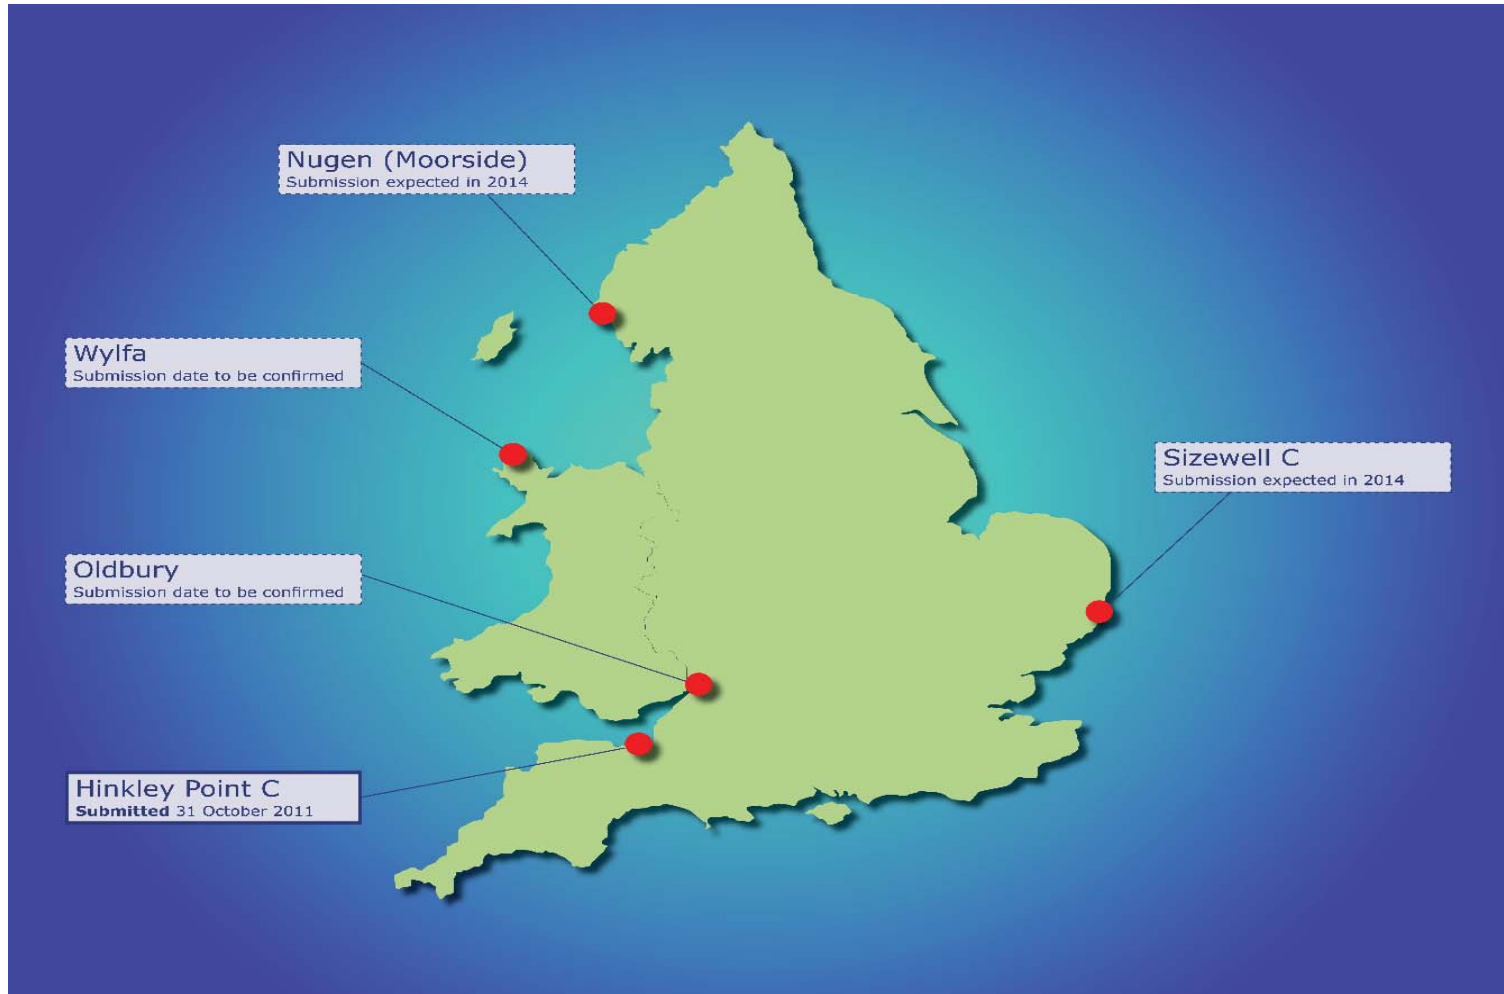 Nugen (Moorside)
Submission expected in 2014
Wylfa
Submission date to be confirmed
Sizewell C
Submission expected in 2014
Oldbury
Submission date to be confirmed
Hinkley Point C
Submitted 31 October 2011